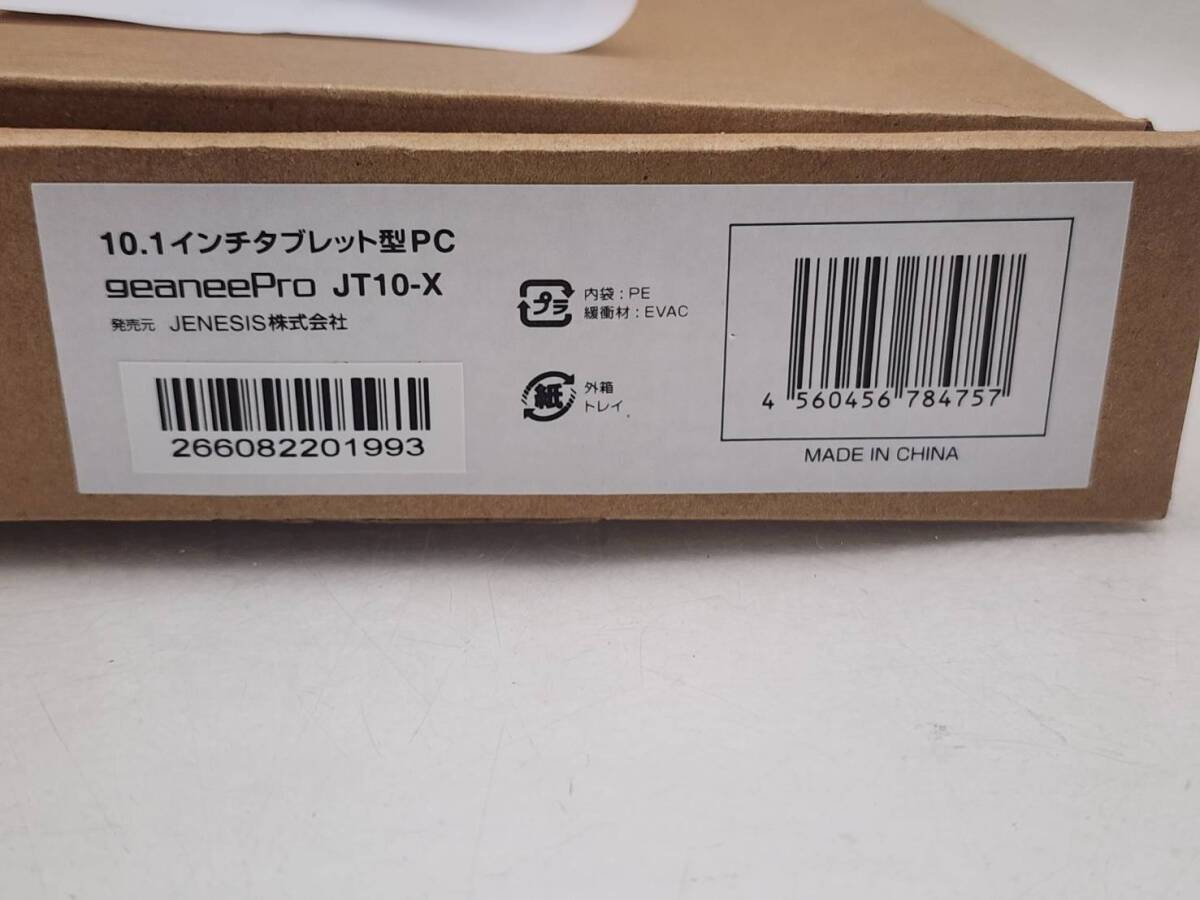 10.1インチタブレット型PC
geaneePro JT10-X
発売元 JENESIS株式会社
266082201993
プラ
内袋:PE
緩衝材:EVAC
紙
外箱
トレイ
4 560456 784757
MADE IN CHINA